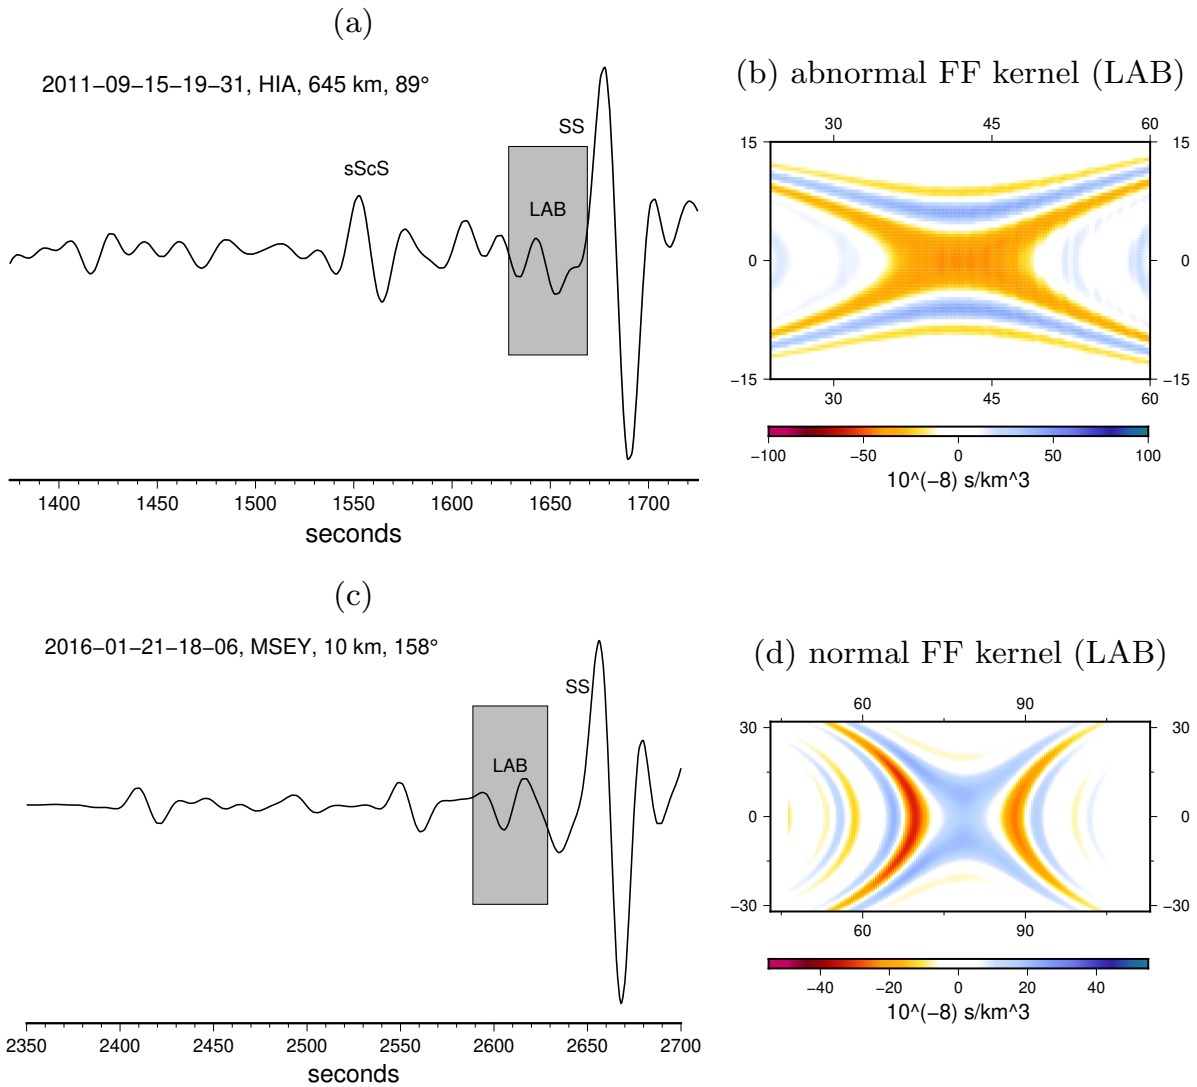 (a)
2011−09−15−19−31, HIA, 645 km, 89°
SS
sScS
LAB
1400 1450 1500 1550 1600 1650 1700
seconds
(b) abnormal FF kernel (LAB)
30 45 60
15 15
0 0
−15 −15
30 45 60
−100 −50 0 50 100
10^(−8) s/km^3
(c)
2016−01−21−18−06, MSEY, 10 km, 158°
SS
LAB
2350 2400 2450 2500 2550 2600 2650 2700
seconds
(d) normal FF kernel (LAB)
60 90
30 30
0 0
−30 −30
60 90
−40 −20 0 20 40
10^(−8) s/km^3